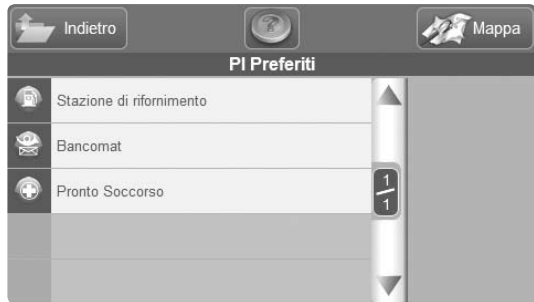 Indietro
?
Mappa
PI Preferiti
Stazione di rifornimento
Bancomat
Pronto Soccorso
1
1